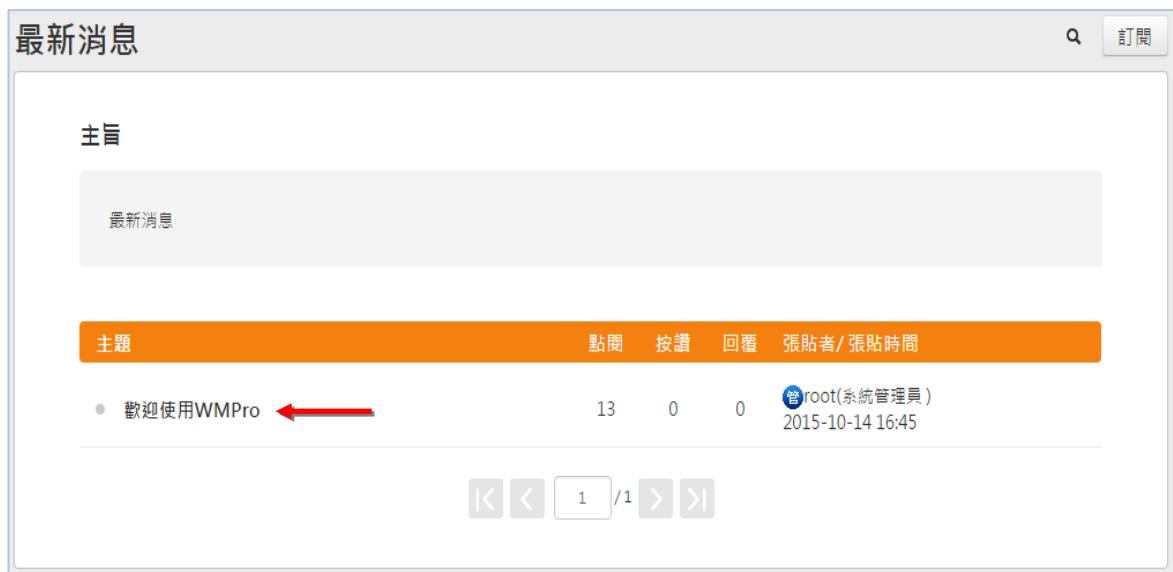 最新消息
訂閱
主旨
最新消息
主題 點閱 按讚 回覆 張貼者/張貼時間
歡迎使用WMPro 13 0 0 管root(系統管理員)
2015-10-14 16:45
1 /1